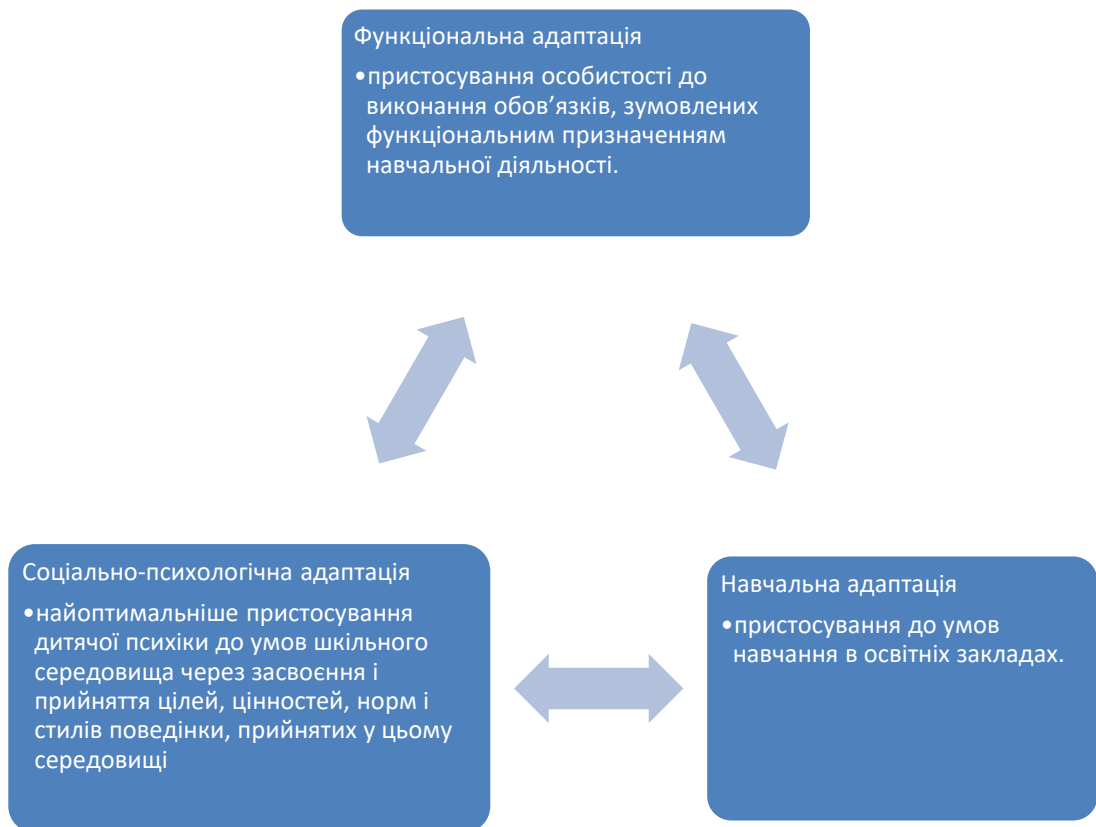 Функціональна адаптація
•пристосування особистості до
виконання обов’язків, зумовлених
функціональним призначенням
навчальної діяльності.
Соціально-психологічна адаптація
•найоптимальніше пристосування
дитячої психіки до умов шкільного
середовища через засвоєння і
прийняття цілей, цінностей, норм і
стилів поведінки, прийнятих у цьому
середовищі
Навчальна адаптація
•пристосування до умов
навчання в освітніх закладах.